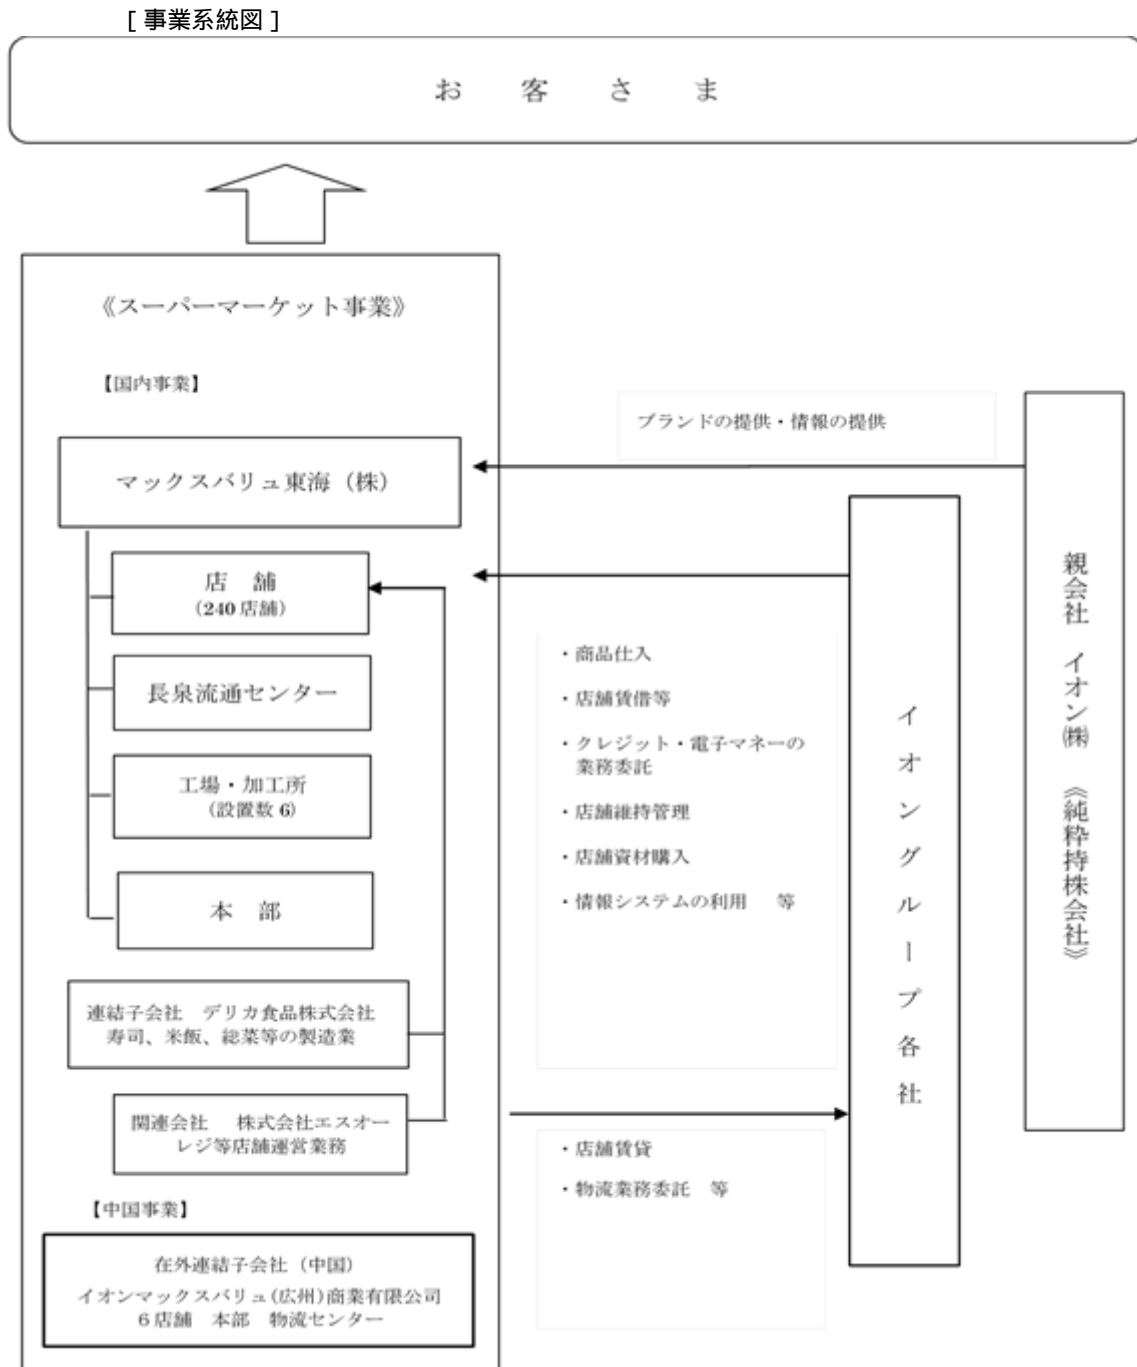 [ 事業系統図 ]
お 客 さ ま
《スーパーマーケット事業》
【国内事業】
マックスバリュ東海（株）
店 舗
(240 店舗)
長泉流通センター
工場・加工所
(設置数 6)
本 部
連結子会社 デリカ食品株式会社
寿司、米飯、総菜等の製造業
関連会社 株式会社エスオー
レジ等店舗運営業務
【中国事業】
在外連結子会社（中国）
イオンマックスバリュ(広州)商業有限公司
６店舗 本部 物流センター
ブランドの提供・情報の提供
・商品仕入
・店舗賃借等
・クレジット・電子マネーの
業務委託
・店舗維持管理
・店舗資材購入
・情報システムの利用 等
・店舗賃貸
・物流業務委託 等
イオングループ各社
親会社 イオン㈱ 《純粋持株会社》